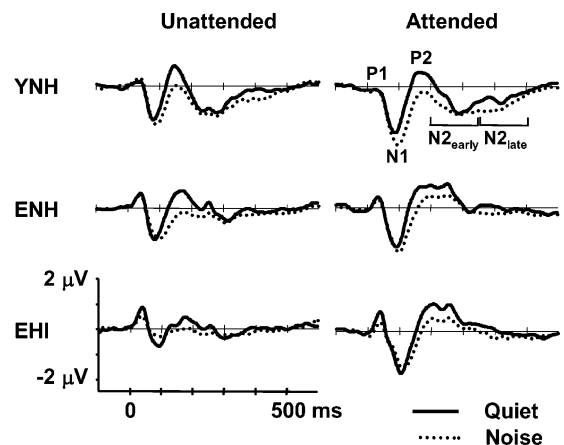 Unattended Attended
P1 P2
YNH
N1 N2early N2late
ENH
2 µV
EHI
-2 µV
0 500 ms
Quiet
Noise